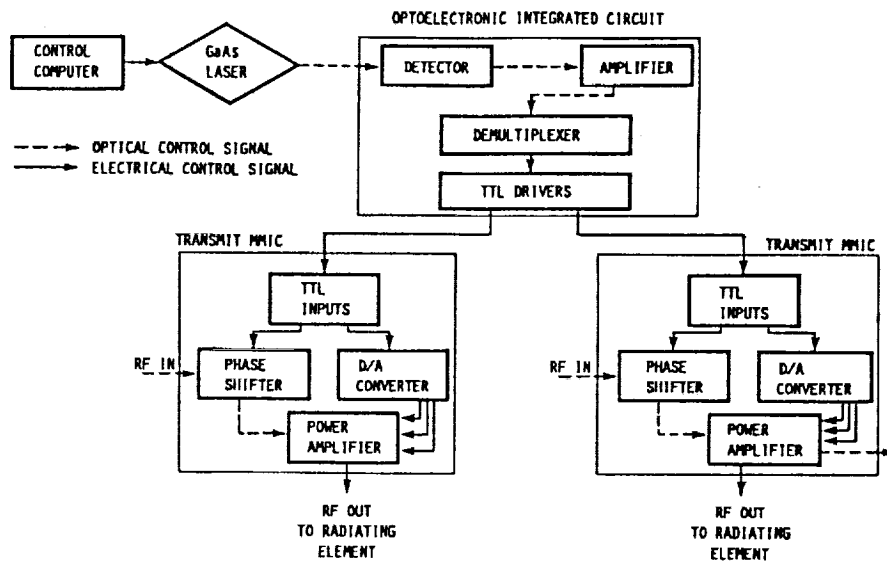 OPTOELECTRONIC INTEGRATED CIRCUIT
CONTROL
COMPUTER
GaAs
LASER
DETECTOR
AMPLIFIER
DEMULTIPLEXER
TTL DRIVERS
OPTICAL CONTROL SIGNAL
ELECTRICAL CONTROL SIGNAL
TRANSMIT MMIC
TTL
INPUTS
RF IN
PHASE
SHIFTER
D/A
CONVERTER
POWER
AMPLIFIER
RF OUT
TO RADIATING
ELEMENT
TRANSMIT MMIC
TTL
INPUTS
RF IN
PHASE
SHIFTER
D/A
CONVERTER
POWER
AMPLIFIER
RF OUT
TO RADIATING
ELEMENT